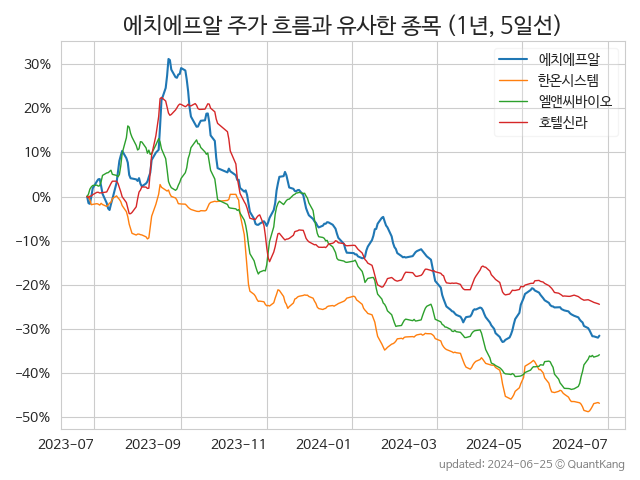 에치에프알 주가 흐름과 유사한 종목 (1년, 5일선)
에치에프알
한온시스템
엘앤씨바이오
호텔신라
30%
20%
10%
0%
−10%
−20%
−30%
−40%
−50%
2023-07
2023-09
2023-11
2024-01
2024-03
2024-05
2024-07
updated: 2024-06-25 © QuantKang